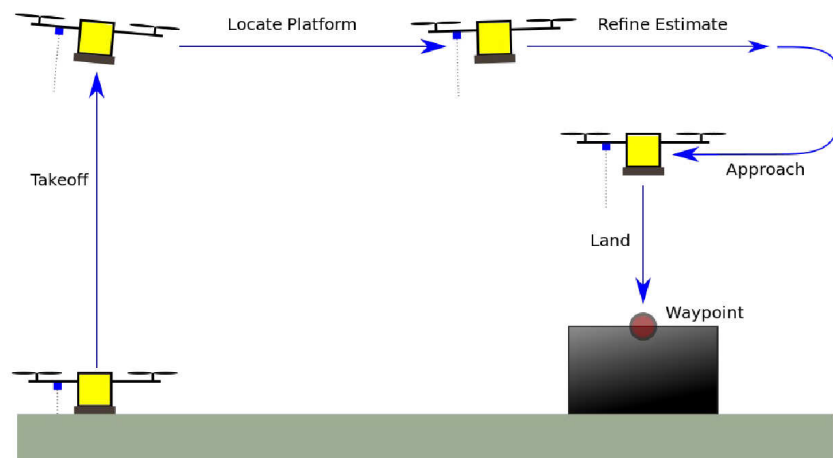 Locate Platform
Refine Estimate
Takeoff
Approach
Land
Waypoint